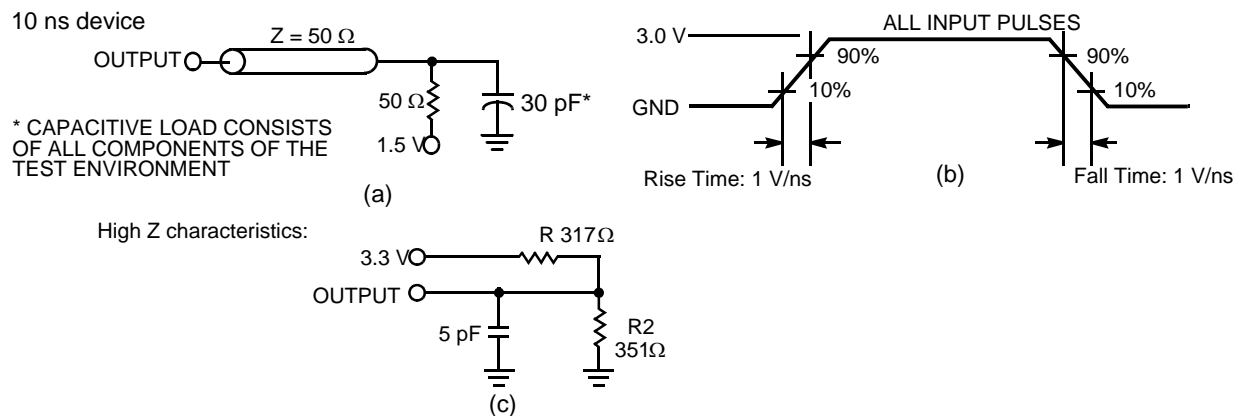 10 ns device
Z = 50 Ω
OUTPUT
50 Ω
30 pF*
1.5 V
* CAPACITIVE LOAD CONSISTS
OF ALL COMPONENTS OF THE
TEST ENVIRONMENT
(a)
ALL INPUT PULSES
3.0 V
90%
90%
10%
10%
GND
Rise Time: 1 V/ns
(b)
Fall Time: 1 V/ns
High Z characteristics:
R 317Ω
3.3 V
OUTPUT
5 pF
R2
351Ω
(c)